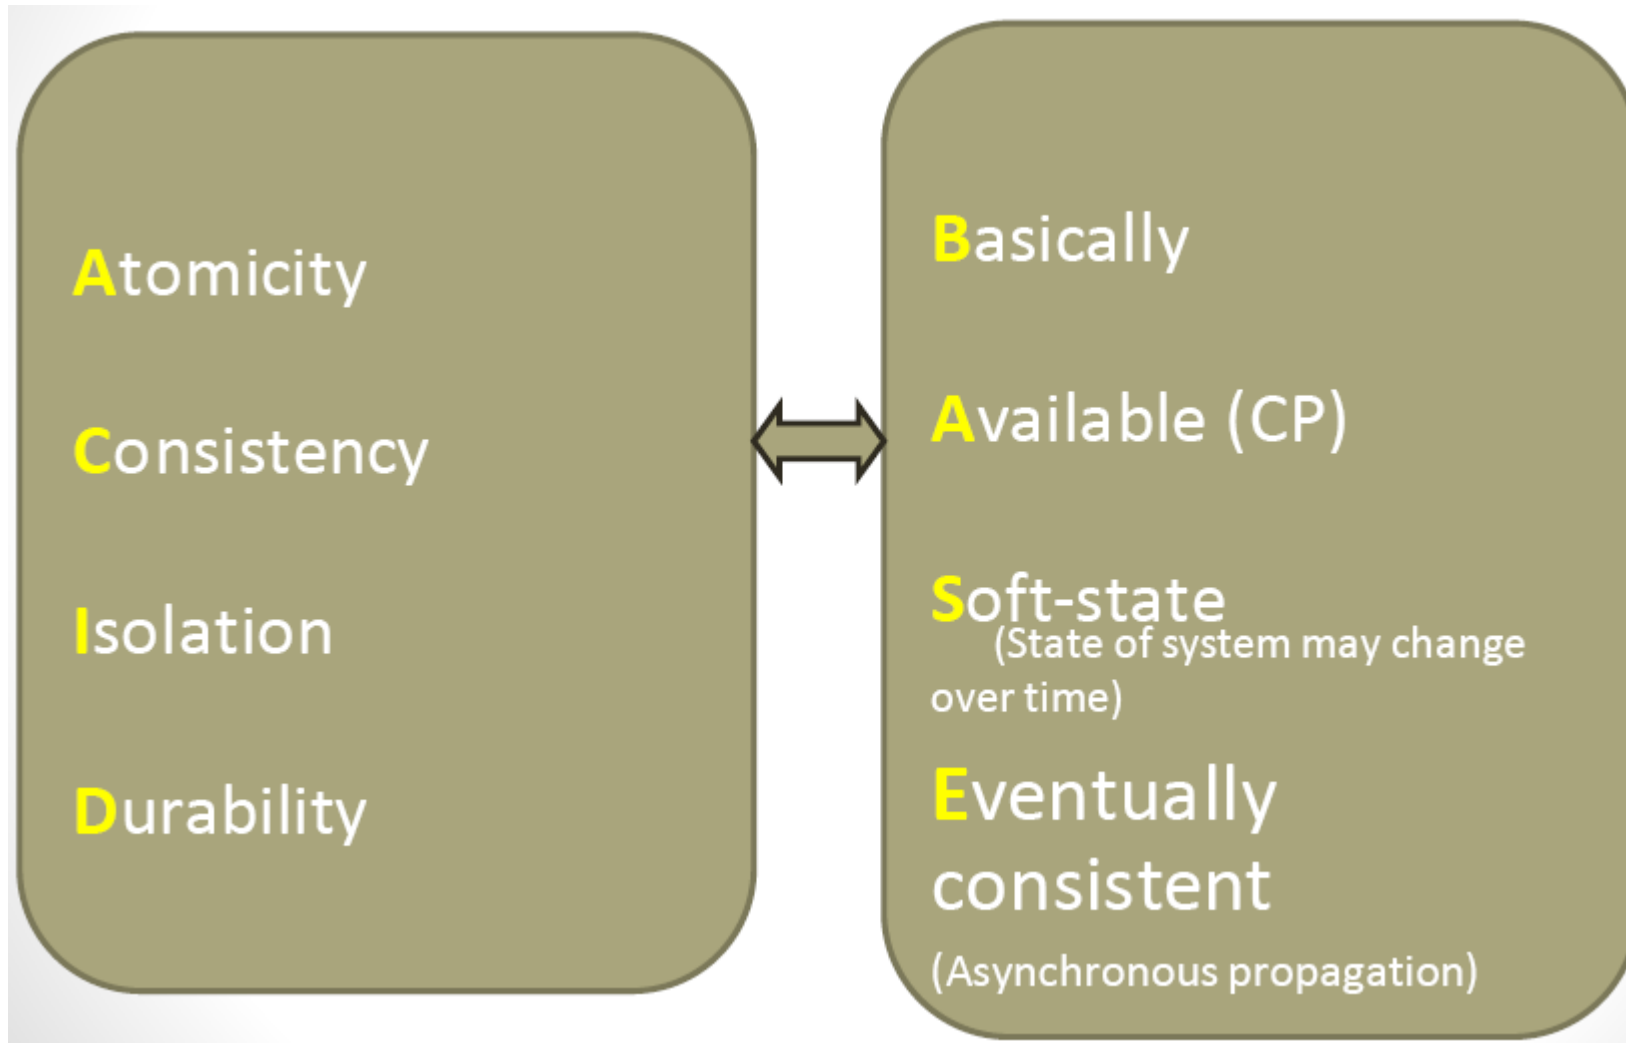 Atomicity
Consistency
Isolation
Durability
Basically
Available (CP)
Soft-state
(State of system may change
over time)
Eventually
consistent
(Asynchronous propagation)